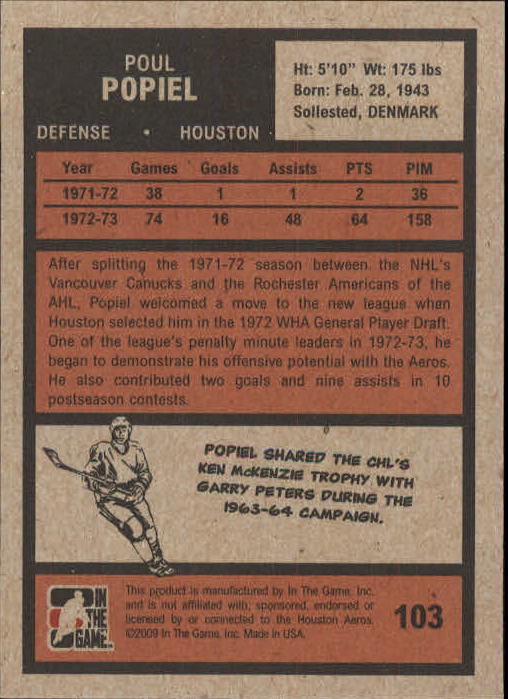 POUL
POPIEL
DEFENSE • HOUSTON
Ht: 5'10" Wt: 175 lbs
Born: Feb. 28, 1943
Sollested, DENMARK
Year Games Goals Assists PTS PIM
1971-72 38 1 1 2 36
1972-73 74 16 48 64 158
After splitting the 1971-72 season between the NHL's
Vancouver Canucks and the Rochester Americans of the
AHL, Popiel welcomed a move to the new league when
Houston selected him in the 1972 WHA General Player Draft.
One of the league's penalty minute leaders in 1972-73, he
began to demonstrate his offensive potential with the Aeros.
He also contributed two goals and nine assists in 10
postseason contests.
POPIEL SHARED THE CHL'S
KEN McKENZIE TROPHY WITH
GARRY PETERS DURING THE
1963-64 CAMPAIGN.
IN
THE
GAME
This product is manufactured by In The Game, Inc.
and is not affiliated with, sponsored, endorsed or
licensed by or connected to the Houston Aeros.
©2009 In The Game, Inc. Made in USA.
103